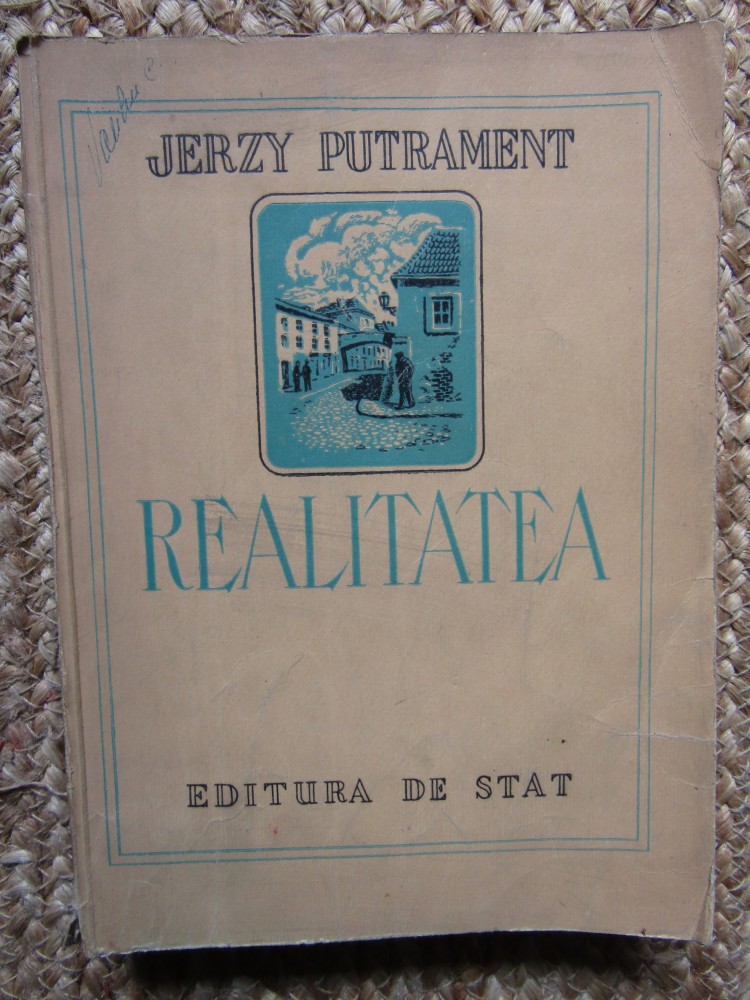 JERZY PUTRAMENT
REALITATEA
EDITURA DE STAT